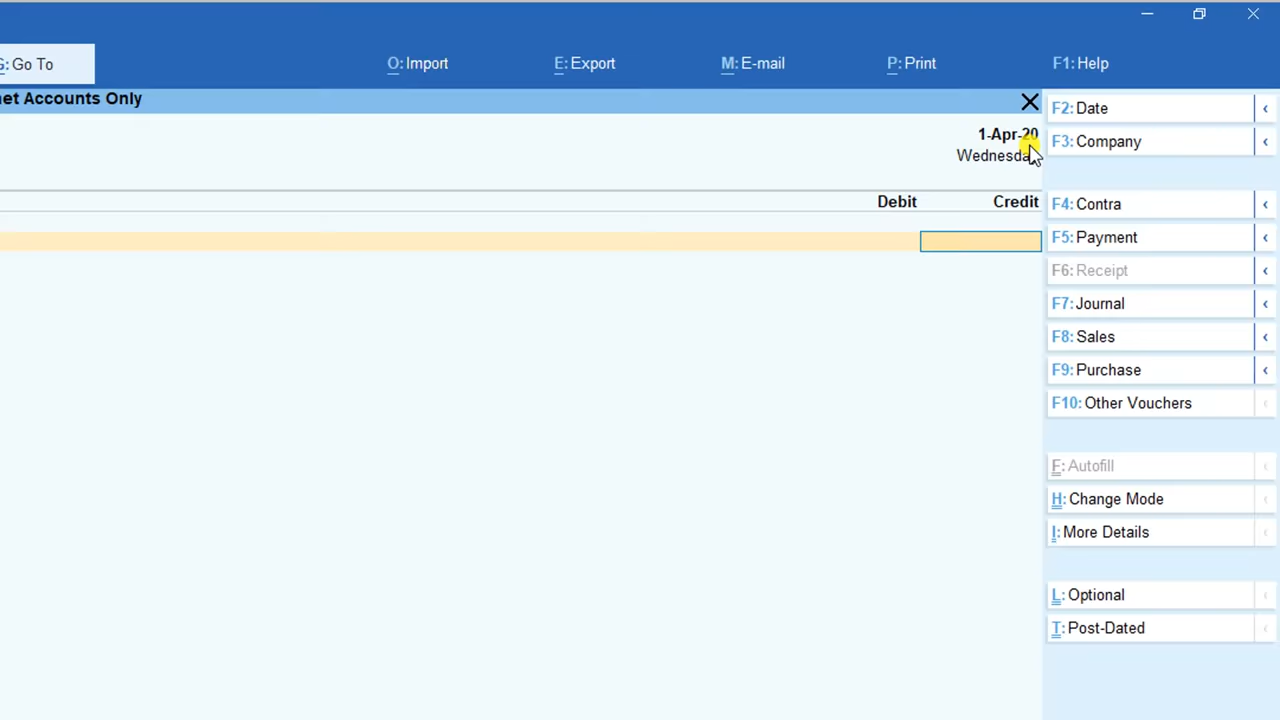 G: Go To
O: Import
E: Export
M: E-mail
P: Print
F1: Help
et Accounts Only
1-Apr-20
Wednesda
Debit
Credit
F2: Date
F3: Company
F4: Contra
F5: Payment
F6: Receipt
F7: Journal
F8: Sales
F9: Purchase
F10: Other Vouchers
F: Autofill
H: Change Mode
I: More Details
L: Optional
T: Post-Dated